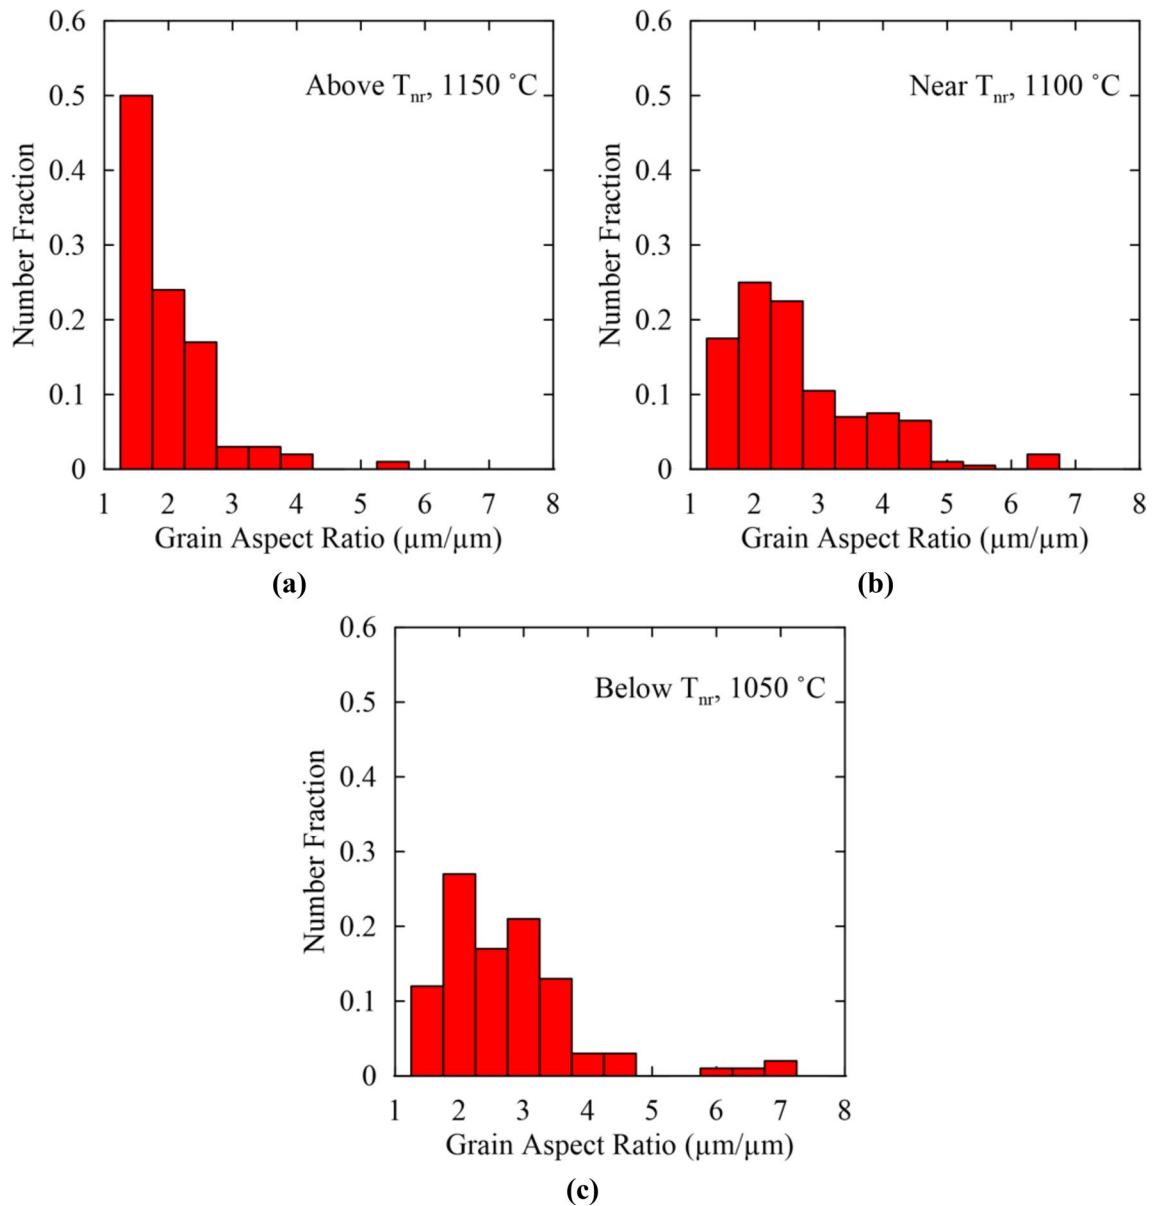 0.6
0.5
0.4
0.3
0.2
0.1
0
Number Fraction
Above Tnr, 1150 ˚C
1 2 3 4 5 6 7 8
Grain Aspect Ratio (µm/µm)
(a)
0.6
0.5
0.4
0.3
0.2
0.1
0
Number Fraction
Near Tnr, 1100 ˚C
1 2 3 4 5 6 7 8
Grain Aspect Ratio (µm/µm)
(b)
0.6
0.5
0.4
0.3
0.2
0.1
0
Number Fraction
Below Tnr, 1050 ˚C
1 2 3 4 5 6 7 8
Grain Aspect Ratio (µm/µm)
(c)